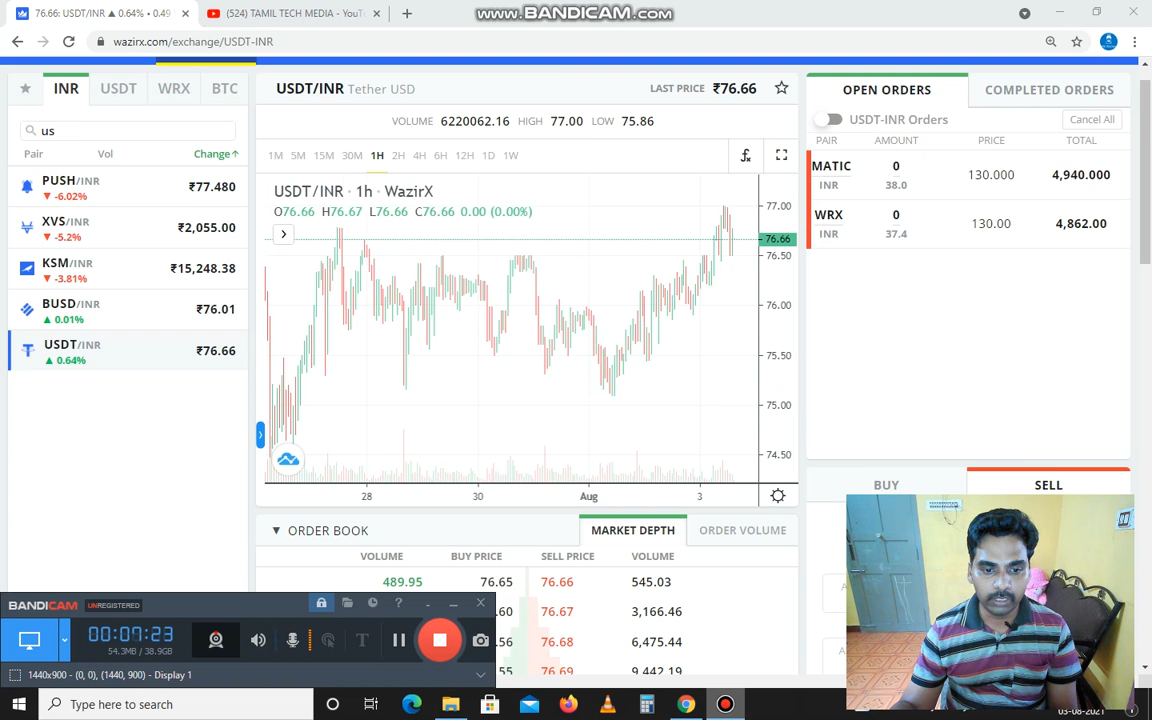 76.66: USDT/INR ▲ 0.64% • 0.49
(524) TAMIL TECH MEDIA - YouT
www.BANDICAM.com
wazirx.com/exchange/USDT-INR
INR USDT WRX BTC
us
Pair Vol Change↑
PUSH/INR ₹77.480
▼ -6.02%
XVS/INR ₹2,055.00
▼ -5.2%
KSM/INR ₹15,248.38
▼ -3.81%
BUSD/INR ₹76.01
▲ 0.01%
USDT/INR ₹76.66
▲ 0.64%
USDT/INR Tether USD LAST PRICE ₹76.66
VOLUME 6220062.16 HIGH 77.00 LOW 75.86
1M 5M 15M 30M 1H 2H 4H 6H 12H 1D 1W
USDT/INR · 1h · WazirX
O76.66 H76.67 L76.66 C76.66 0.00 (0.00%)
77.00
76.66
76.50
76.00
75.50
75.00
74.50
28 30 Aug 3
▼ ORDER BOOK MARKET DEPTH ORDER VOLUME
VOLUME BUY PRICE SELL PRICE VOLUME
489.95 76.65 76.66 545.03
.60 76.67 3,166.46
.56 76.68 6,475.44
.55 76.69 9,442.19
OPEN ORDERS COMPLETED ORDERS
USDT-INR Orders Cancel All
PAIR AMOUNT PRICE TOTAL
MATIC 0 130.000 4,940.000
INR 38.0
WRX 0 130.00 4,862.00
INR 37.4
BUY SELL
BANDICAM UNREGISTERED
00:07:23
54.3MB / 38.9GB
1440x900 - (0, 0), (1440, 900) - Display 1
Type here to search
03-08-2021